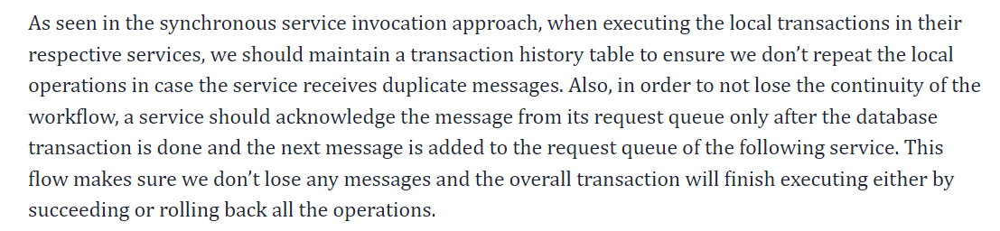 As seen in the synchronous service invocation approach, when executing the local transactions in their
respective services, we should maintain a transaction history table to ensure we don’t repeat the local
operations in case the service receives duplicate messages. Also, in order to not lose the continuity of the
workflow, a service should acknowledge the message from its request queue only after the database
transaction is done and the next message is added to the request queue of the following service. This
flow makes sure we don’t lose any messages and the overall transaction will finish executing either by
succeeding or rolling back all the operations.